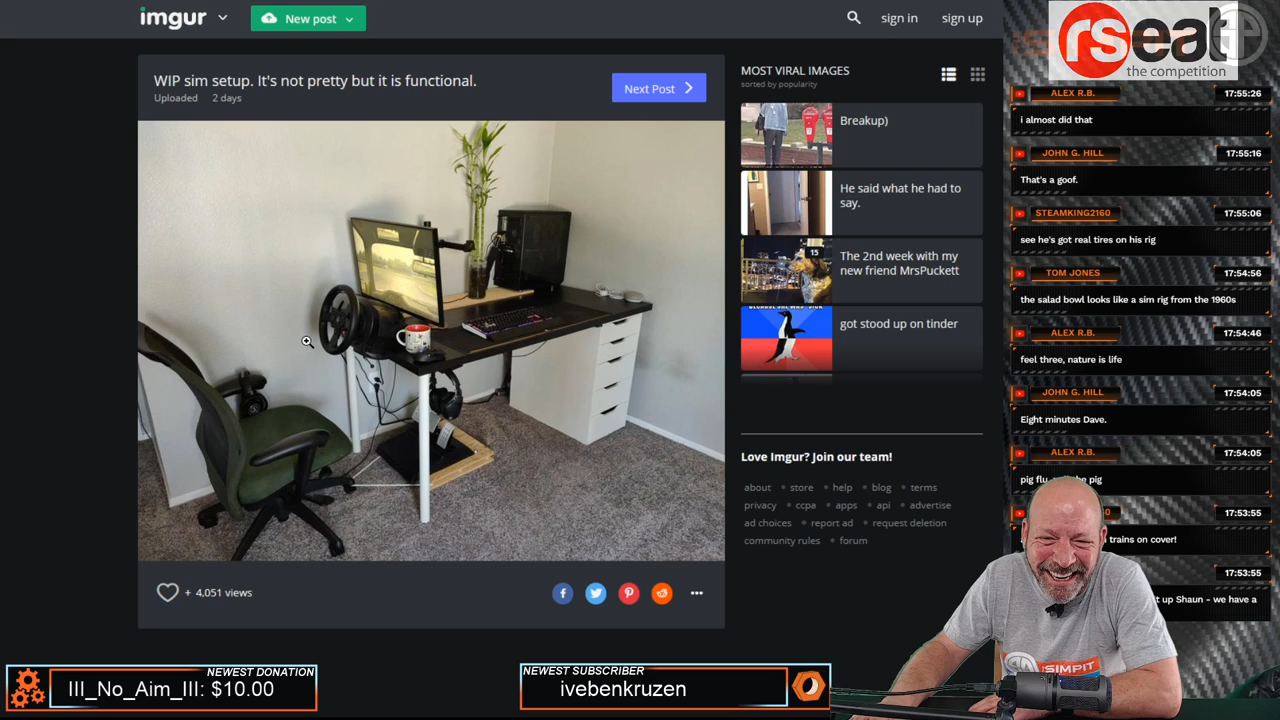 imgur
New post
sign in
sign up
WIP sim setup. It's not pretty but it is functional.
Uploaded 2 days
Next Post
MOST VIRAL IMAGES
sorted by popularity
Breakup)
He said what he had to
say.
15
The 2nd week with my
new friend MrsPuckett
got stood up on tinder
Love Imgur? Join our team!
about store help blog terms
privacy ccpa apps api advertise
ad choices report ad request deletion
community rules forum
+ 4,051 views
rseat
the competition
ALEX R.B. 17:55:26
i almost did that
JOHN G. HILL 17:55:16
That's a goof.
STEAMKING2160 17:55:06
see he's got real tires on his rig
TOM JONES 17:54:56
the salad bowl looks like a sim rig from the 1960s
ALEX R.B. 17:54:46
feel three, nature is life
JOHN G. HILL 17:54:05
Eight minutes Dave.
ALEX R.B. 17:54:05
pig flu, pig
17:53:55
trains on cover!
17:53:55
t up Shaun - we have a
SIMPIT
NEWEST DONATION
III_No_Aim_III: $10.00
NEWEST SUBSCRIBER
ivebenkruzen